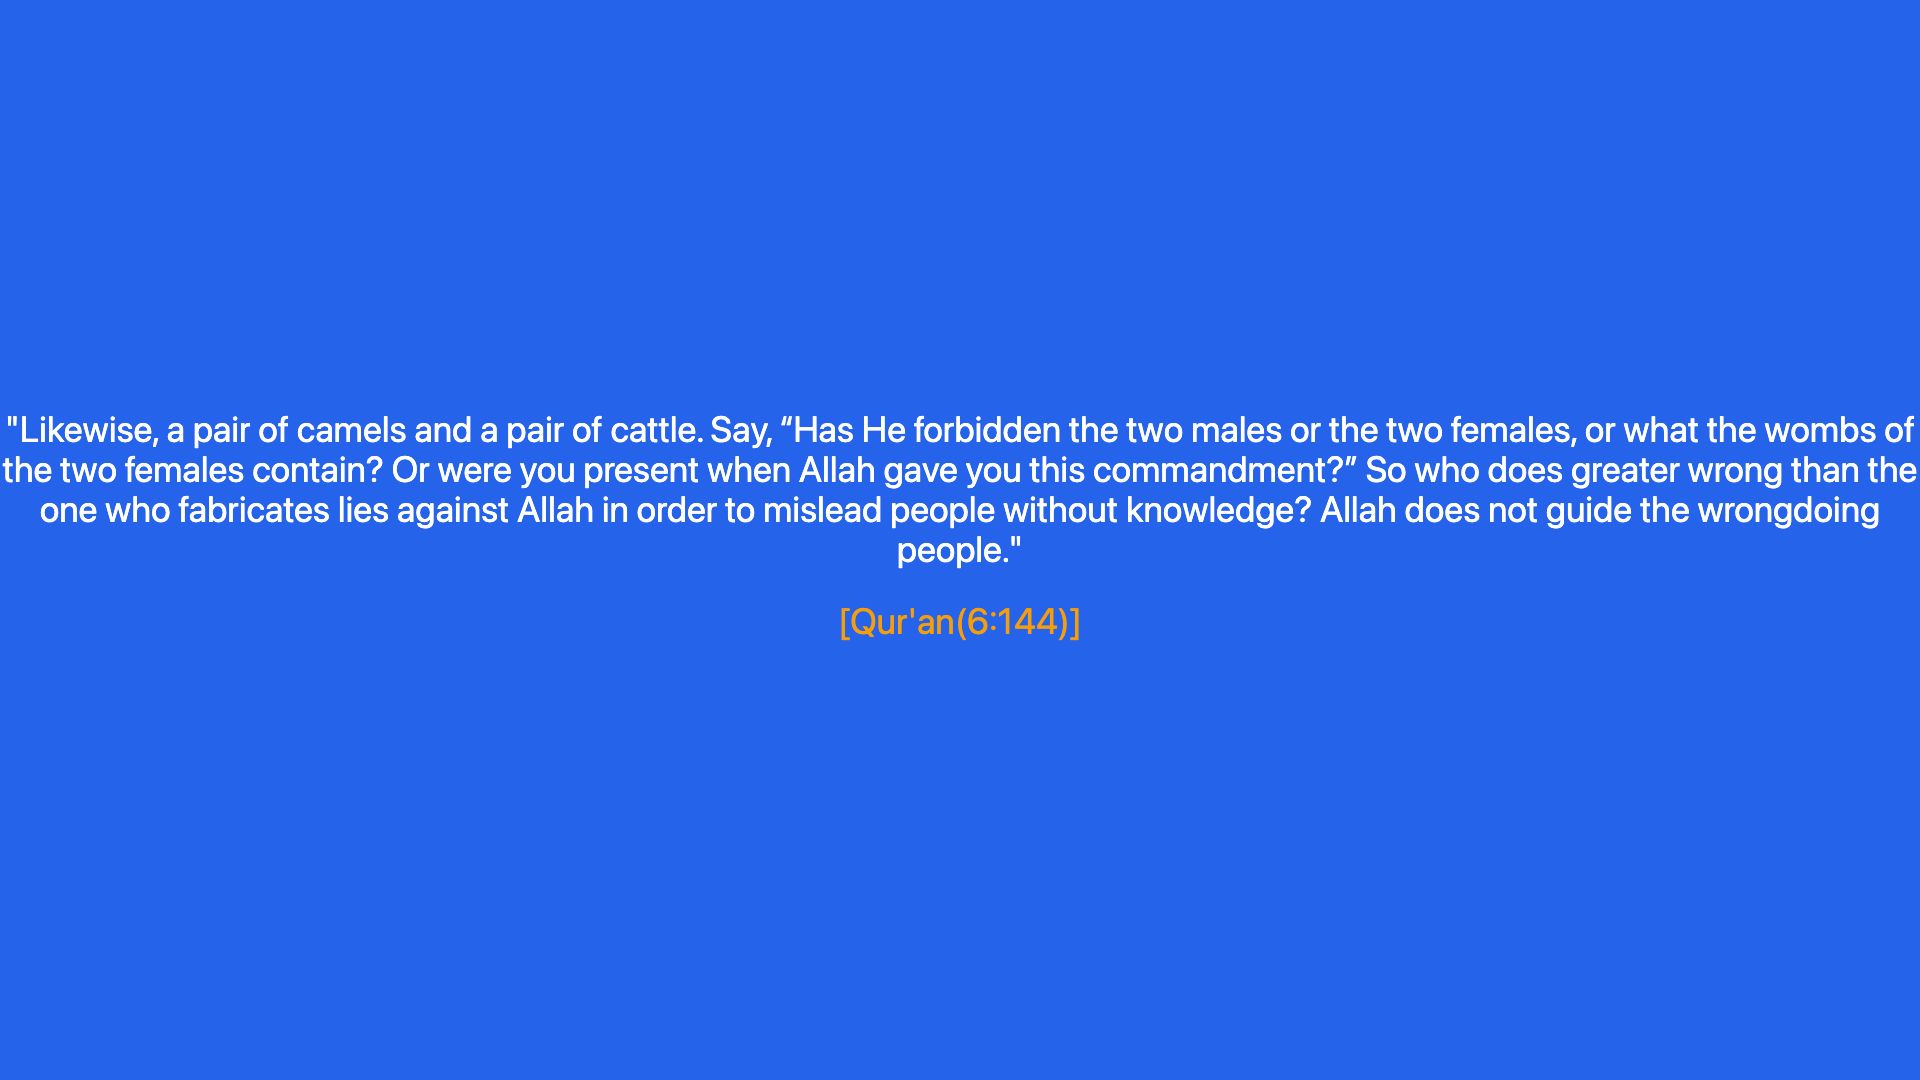 "Likewise, a pair of camels and a pair of cattle. Say, “Has He forbidden the two males or the two females, or what the wombs of
the two females contain? Or were you present when Allah gave you this commandment?” So who does greater wrong than the
one who fabricates lies against Allah in order to mislead people without knowledge? Allah does not guide the wrongdoing
people."
[Qur'an(6:144)]